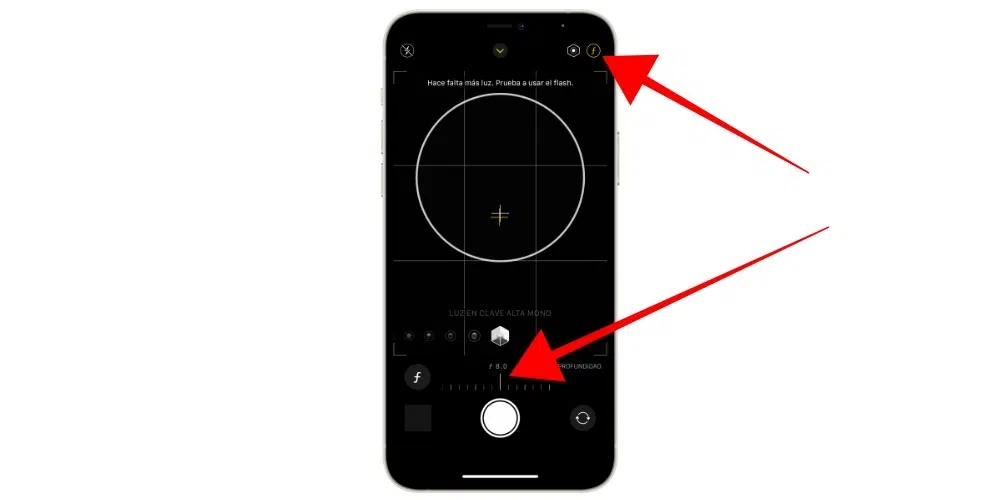 f
Hace falta más luz. Prueba a usar el flash.
LUZ EN CLAVE ALTA MONO
ƒ 8.0 PROFUNDIDAD
f